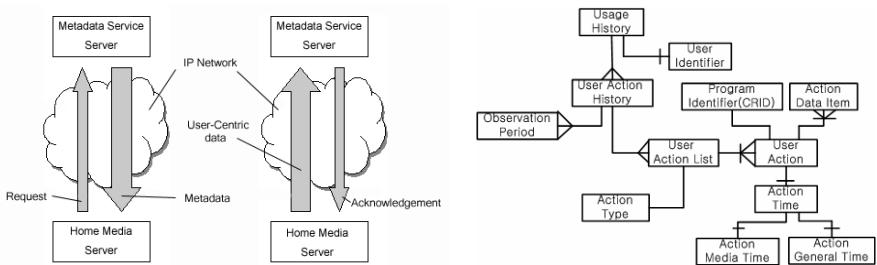 Metadata Service
Server
Metadata Service
Server
IP Network
User-Centric
data
Request
Metadata
Acknowledgement
Home Media
Server
Home Media
Server
Usage
History
User
Identifier
User Action
History
Program
Identifier(CRID)
Action
Data Item
Observation
Period
User
Action List
User
Action
Action
Type
Action
Time
Action
Media Time
Action
General Time